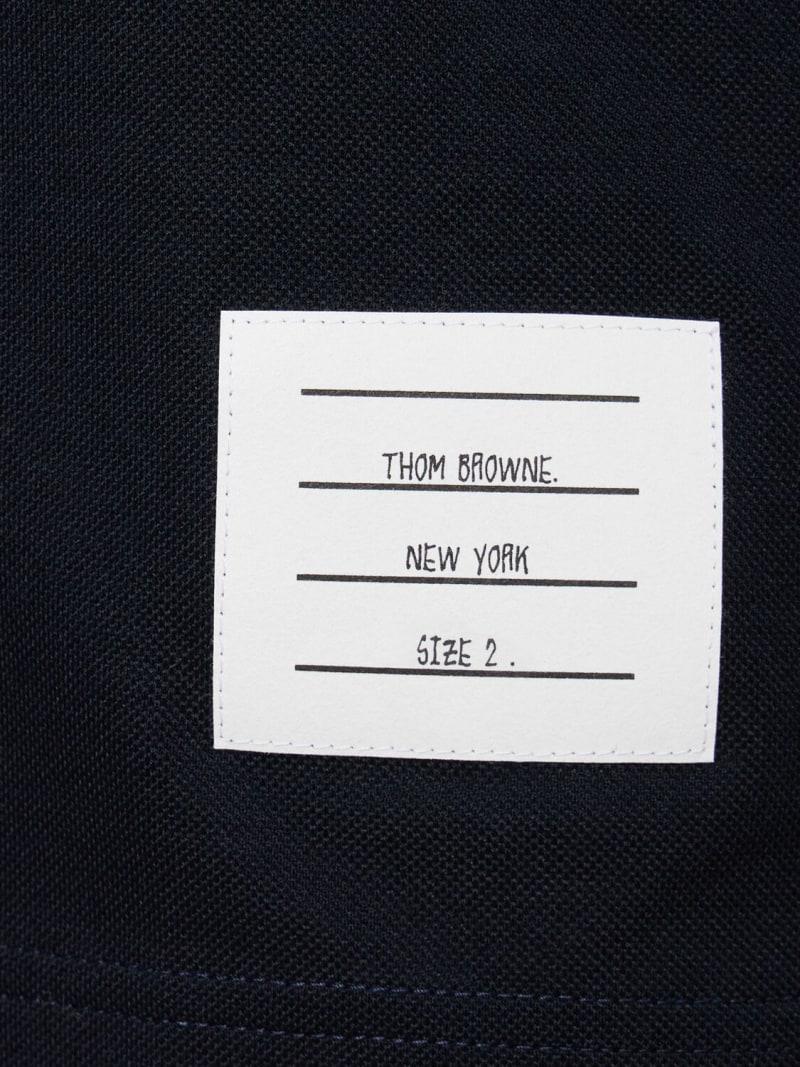 THOM BROWNE.
NEW YORK
SIZE 2 .